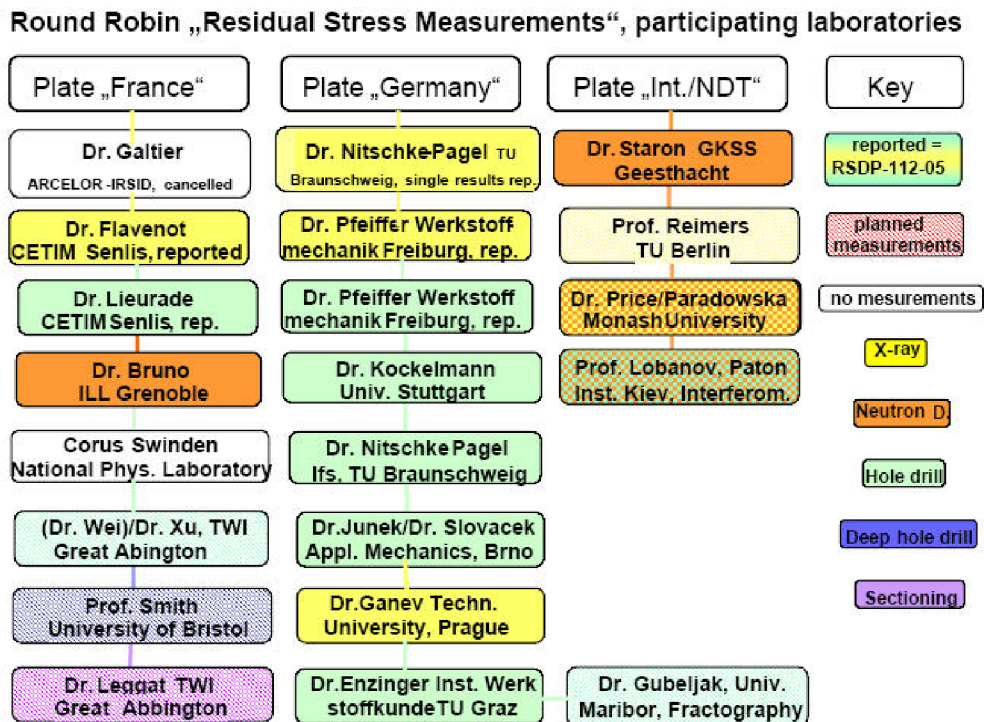 Round Robin „Residual Stress Measurements“, participating laboratories
Plate „France“
Dr. Galtier
ARCELOR-IRSID, cancelled
Dr. Flavenot
CETIM Senlis, reported
Dr. Lieurade
CETIM Senlis, rep.
Dr. Bruno
ILL Grenoble
Corus Swinden
National Phys. Laboratory
(Dr. Wei)/Dr. Xu, TWI
Great Abington
Prof. Smith
University of Bristol
Dr. Leggat TWI
Great Abbington
Plate „Germany“
Dr. Nitschke-Pagel TU
Braunschweig, single results rep.
Dr. Pfeiffer Werkstoff
mechanik Freiburg, rep.
Dr. Pfeiffer Werkstoff
mechanik Freiburg, rep.
Dr. Kockelmann
Univ. Stuttgart
Dr. Nitschke Pagel
Ifs, TU Braunschweig
Dr.Junek/Dr. Slovacek
Appl. Mechanics, Brno
Dr.Ganev Techn.
University, Prague
Dr.Enzinger Inst. Werk
stoffkunde TU Graz
Plate „Int./NDT“
Dr. Staron GKSS
Geesthacht
Prof. Reimers
TU Berlin
Dr. Price/Paradowska
Monash University
Prof. Lobanov, Paton
Inst. Kiev, Interferom.
Dr. Gubeljak, Univ.
Maribor, Fractography
Key
reported =
RSDP-112-05
planned
measurements
no mesurements
X-ray
Neutron D.
Hole drill
Deep hole drill
Sectioning